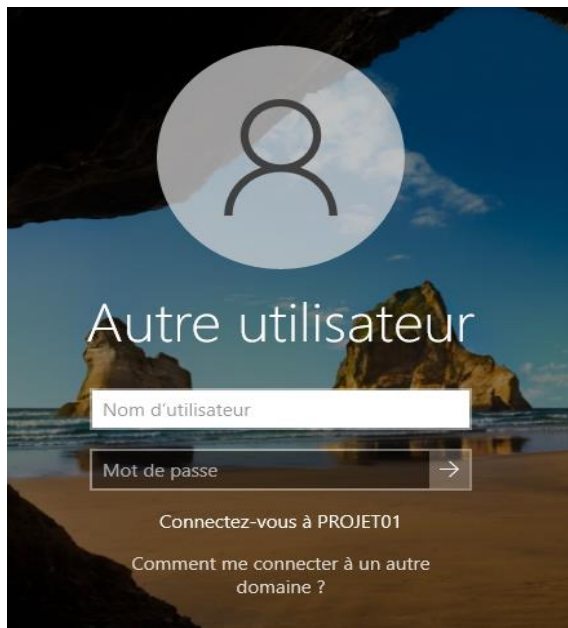 Autre utilisateur
Nom d'utilisateur
Mot de passe
Connectez-vous à PROJET01
Comment me connecter à un autre
domaine ?